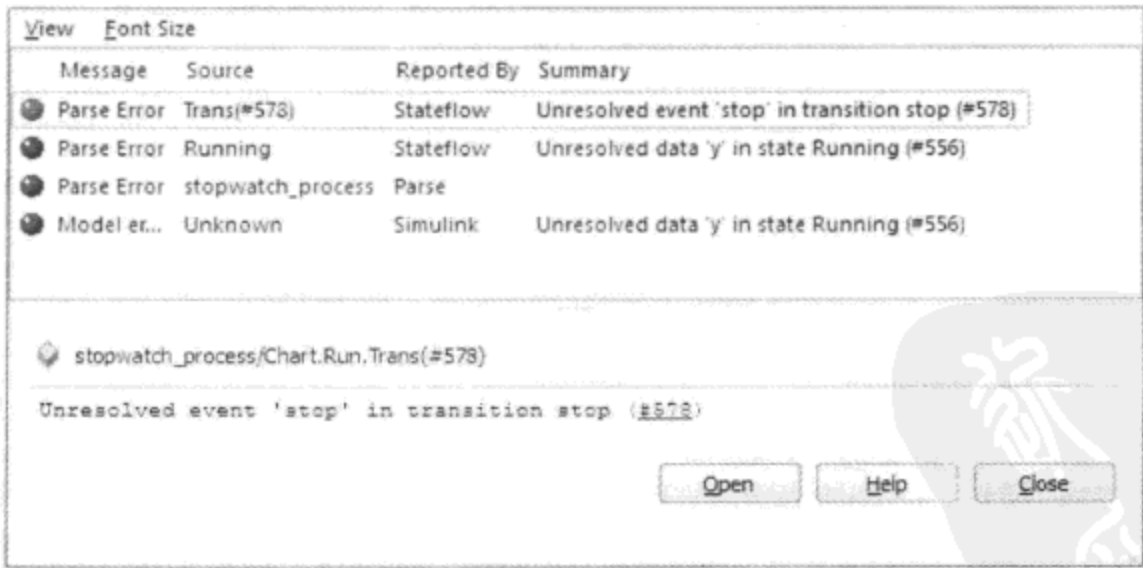 View Font Size
Message Source Reported By Summary
Parse Error Trans(#578) Stateflow Unresolved event 'stop' in transition stop (#578)
Parse Error Running Stateflow Unresolved data 'y' in state Running (#556)
Parse Error stopwatch_process Parse
Model er... Unknown Simulink Unresolved data 'y' in state Running (#556)
stopwatch_process/Chart.Run.Trans(#578)
Unresolved event 'stop' in transition stop (#578)
Open Help Close